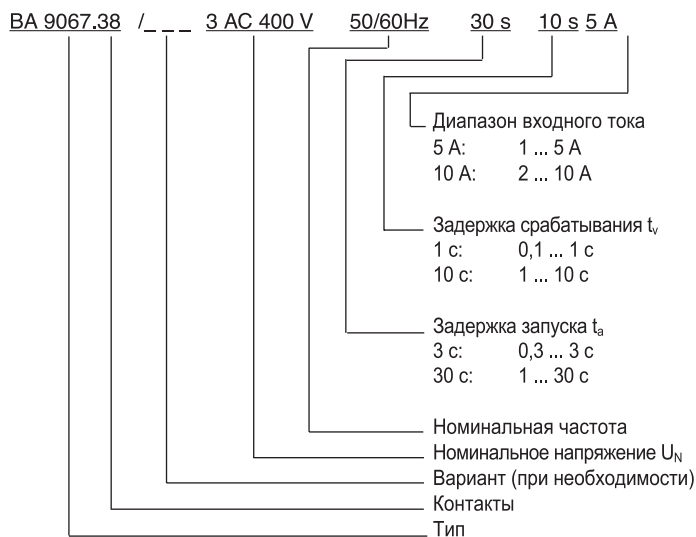 BA 9067.38 /_ _ _ 3 AC 400 V 50/60Hz 30 s 10 s 5 A
Диапазон входного тока
5 A: 1 ... 5 A
10 A: 2 ... 10 A
Задержка срабатывания tᵥ
1 с: 0,1 ... 1 с
10 с: 1 ... 10 с
Задержка запуска tₐ
3 с: 0,3 ... 3 с
30 с: 1 ... 30 с
Номинальная частота
Номинальное напряжение U_N
Вариант (при необходимости)
Контакты
Тип